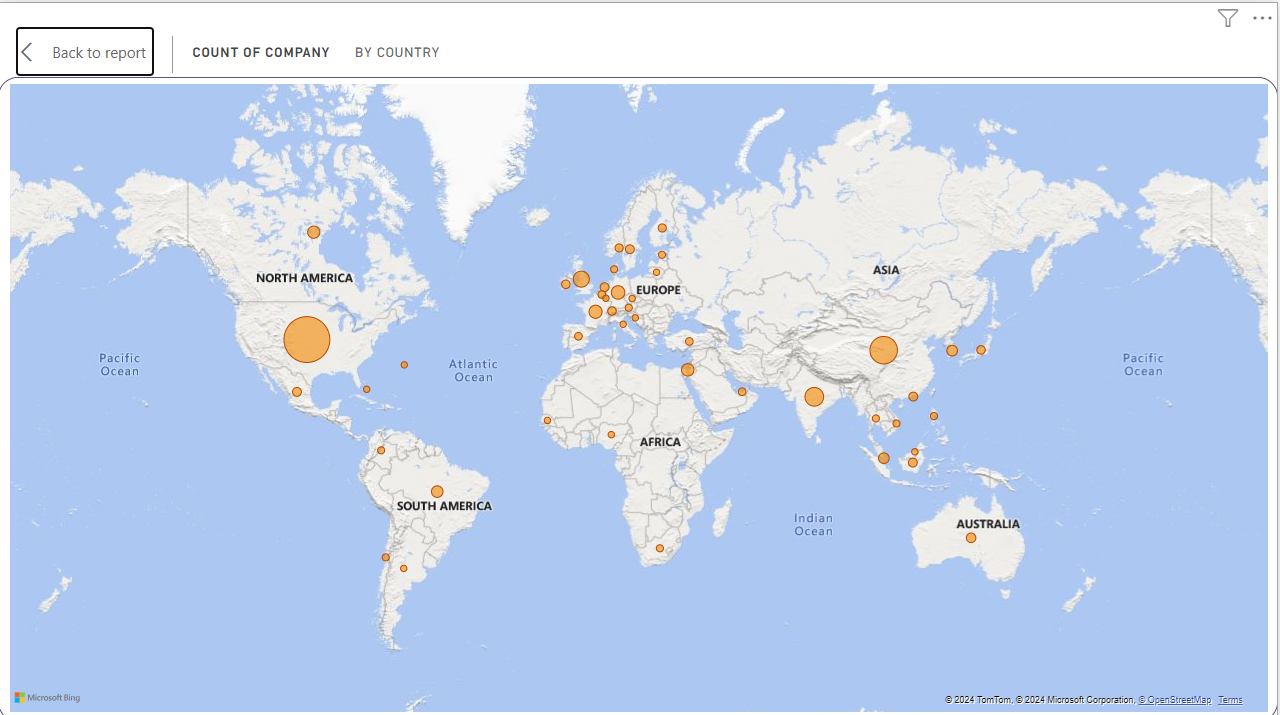 Back to report
COUNT OF COMPANY BY COUNTRY
NORTH AMERICA
ASIA
EUROPE
Pacific
Ocean
Atlantic
Ocean
Pacific
Ocean
AFRICA
SOUTH AMERICA
Indian
Ocean
AUSTRALIA
Microsoft Bing
© 2024 TomTom, © 2024 Microsoft Corporation, © OpenStreetMap Terms